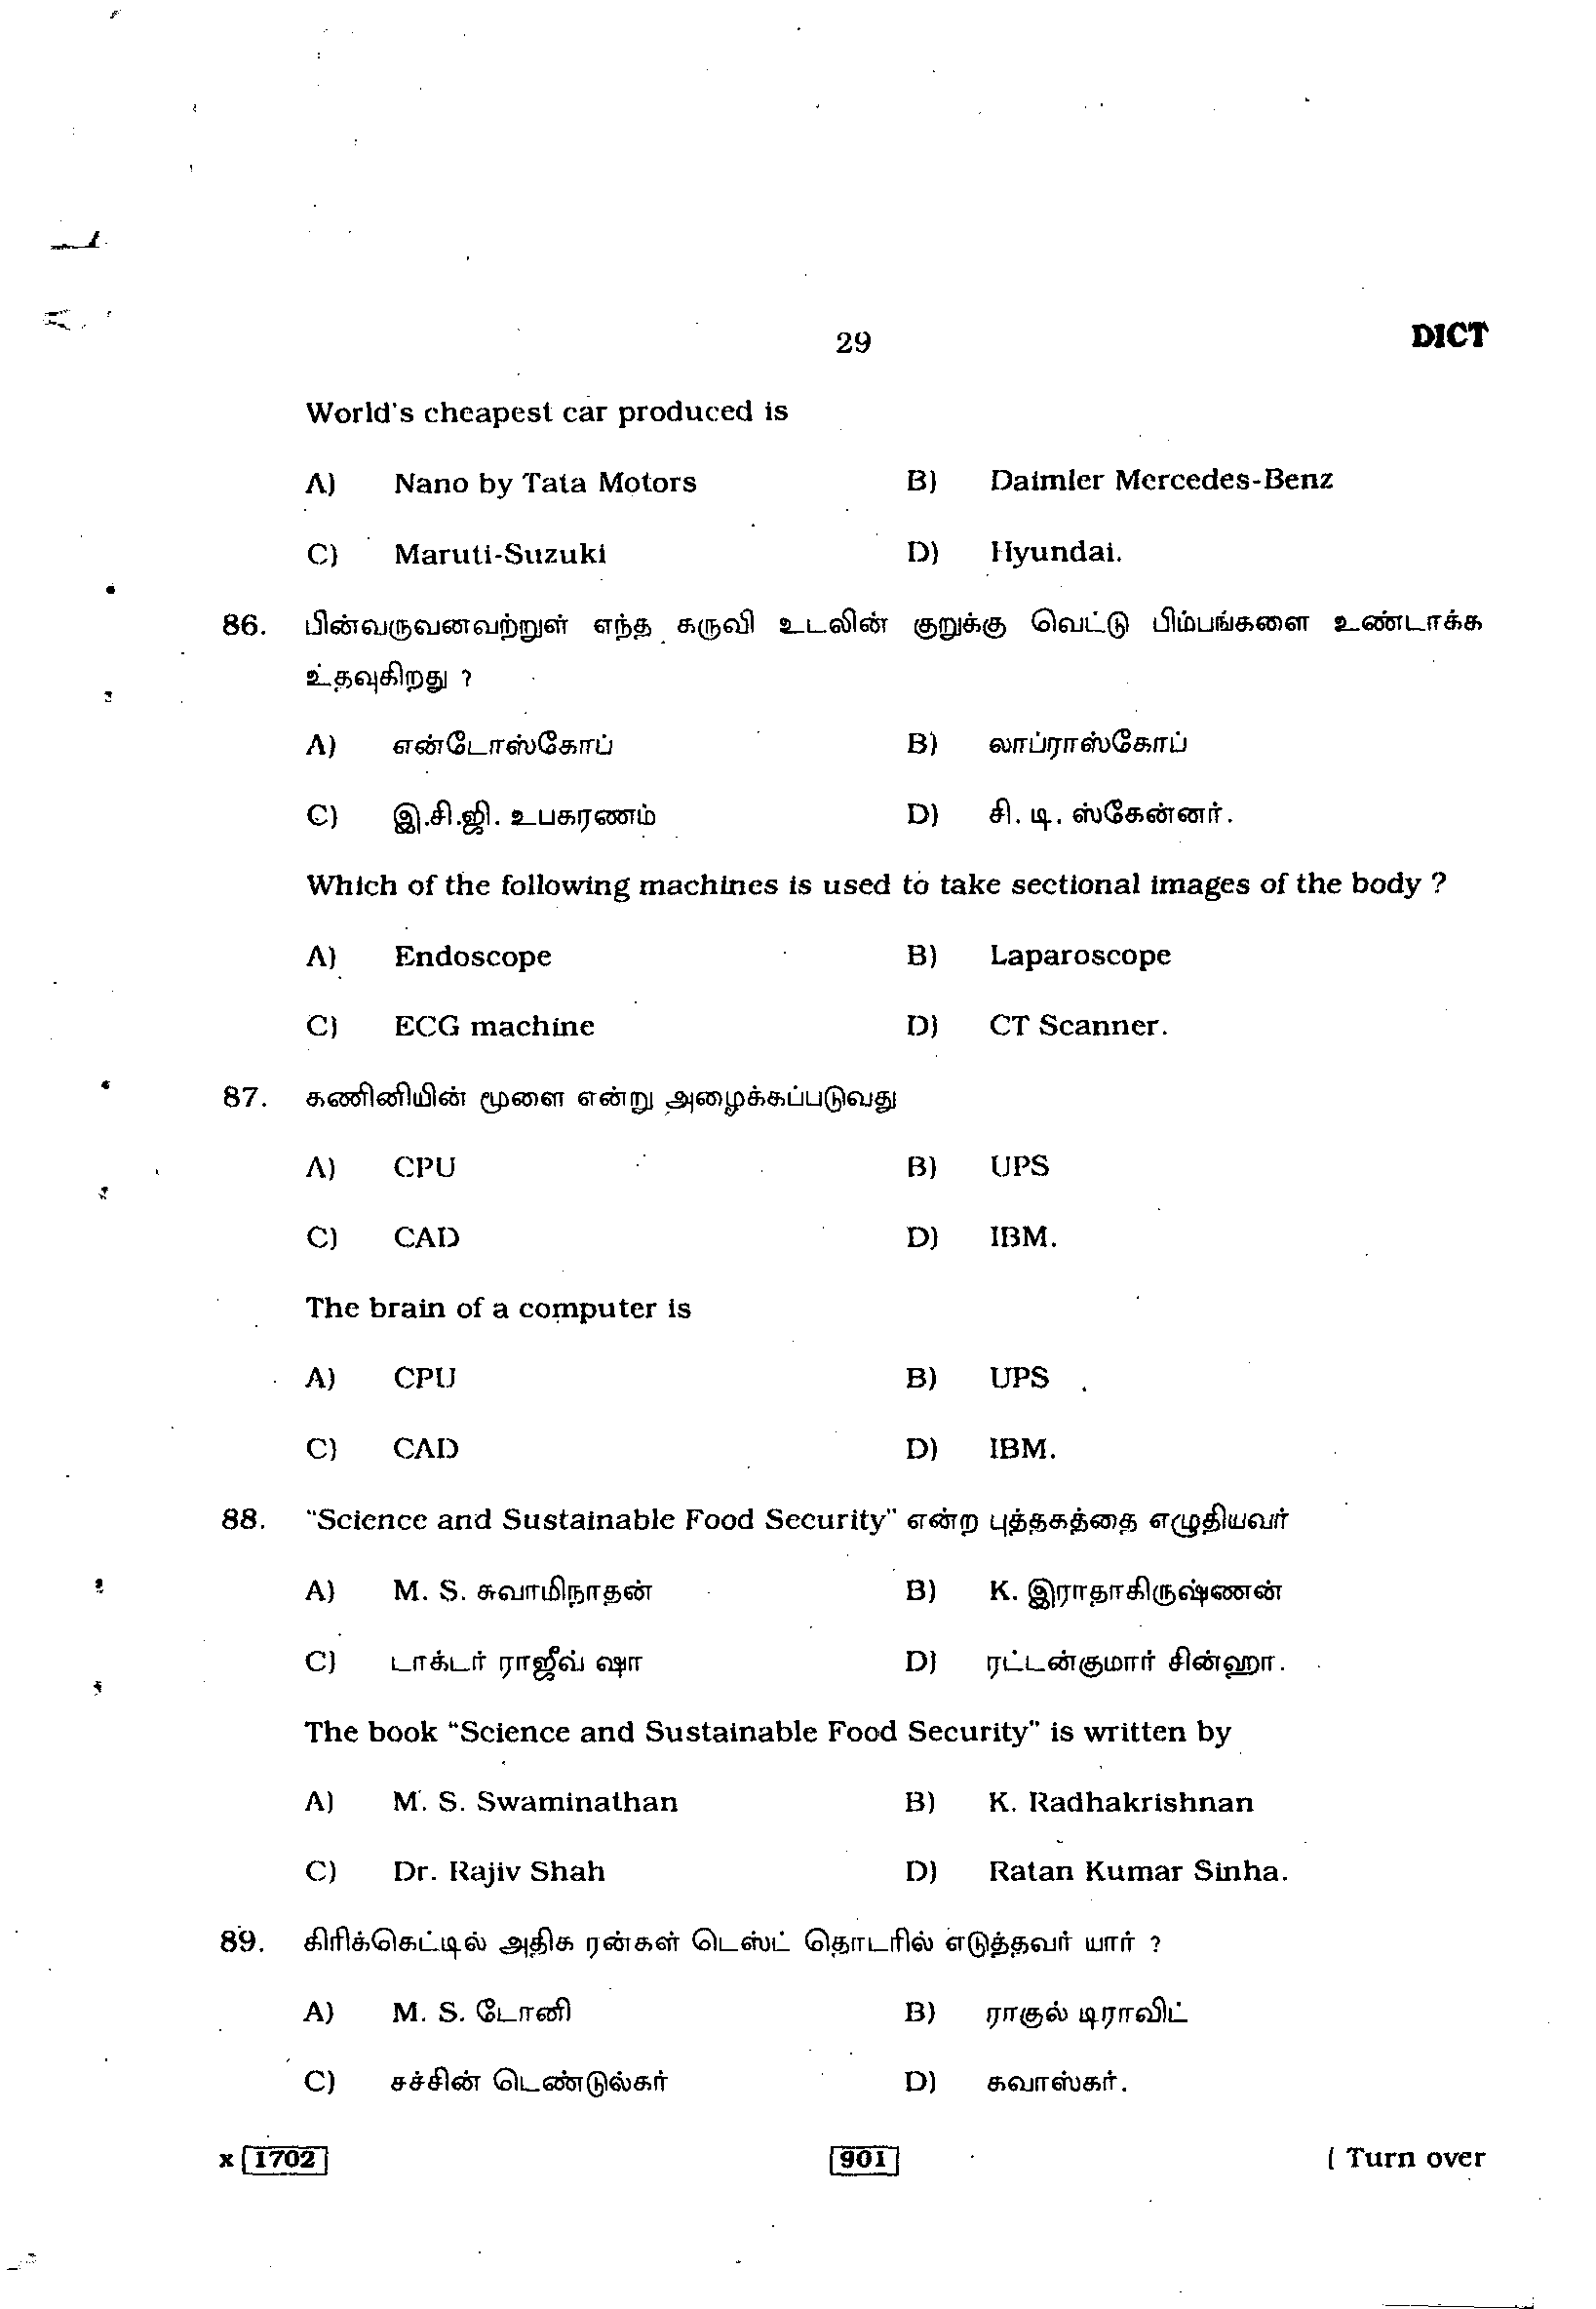 29
DICT
World's cheapest car produced is
A) Nano by Tata Motors B) Daimler Mercedes-Benz
C) Maruti-Suzuki D) Hyundai.
86. பின்வருவனவற்றுள் எந்த கருவி உடலின் குறுக்கு வெட்டு பிம்பங்களை உண்டாக்க
உதவுகிறது ?
A) என்டோஸ்கோப் B) லாப்ராஸ்கோப்
C) இ.சி.ஜி. உபகரணம் D) சி. டி. ஸ்கேன்னர்.
Which of the following machines is used to take sectional images of the body ?
A) Endoscope B) Laparoscope
C) ECG machine D) CT Scanner.
87. கணினியின் மூளை என்று அழைக்கப்படுவது
A) CPU B) UPS
C) CAD D) IBM.
The brain of a computer is
A) CPU B) UPS
C) CAD D) IBM.
88. "Science and Sustainable Food Security" என்ற புத்தகத்தை எழுதியவர்
A) M. S. சுவாமிநாதன் B) K. இராதாகிருஷ்ணன்
C) டாக்டர் ராஜீவ் ஷா D) ரட்டன்குமார் சின்ஹா.
The book "Science and Sustainable Food Security" is written by
A) M. S. Swaminathan B) K. Radhakrishnan
C) Dr. Rajiv Shah D) Ratan Kumar Sinha.
89. கிரிக்கெட்டில் அதிக ரன்கள் டெஸ்ட் தொடரில் எடுத்தவர் யார் ?
A) M. S. டோனி B) ராகுல் டிராவிட்
C) சச்சின் டெண்டுல்கர் D) கவாஸ்கர்.
x 1702 901 ( Turn over